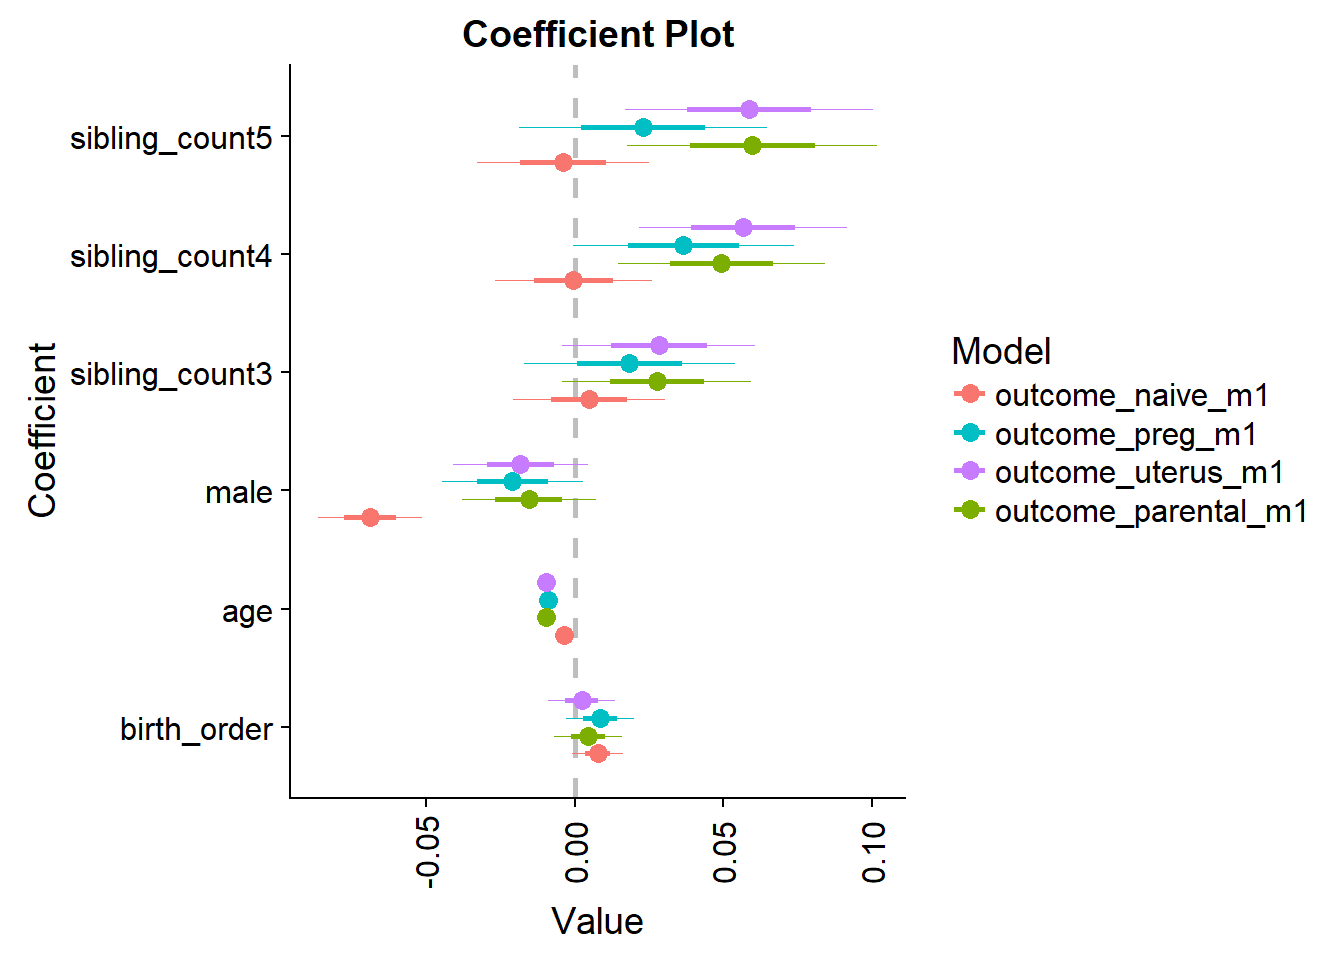 Coefficient Plot
sibling_count5
sibling_count4
sibling_count3
male
age
birth_order
Coefficient
-0.05
0.00
0.05
0.10
Value
Model
outcome_naive_m1
outcome_preg_m1
outcome_uterus_m1
outcome_parental_m1